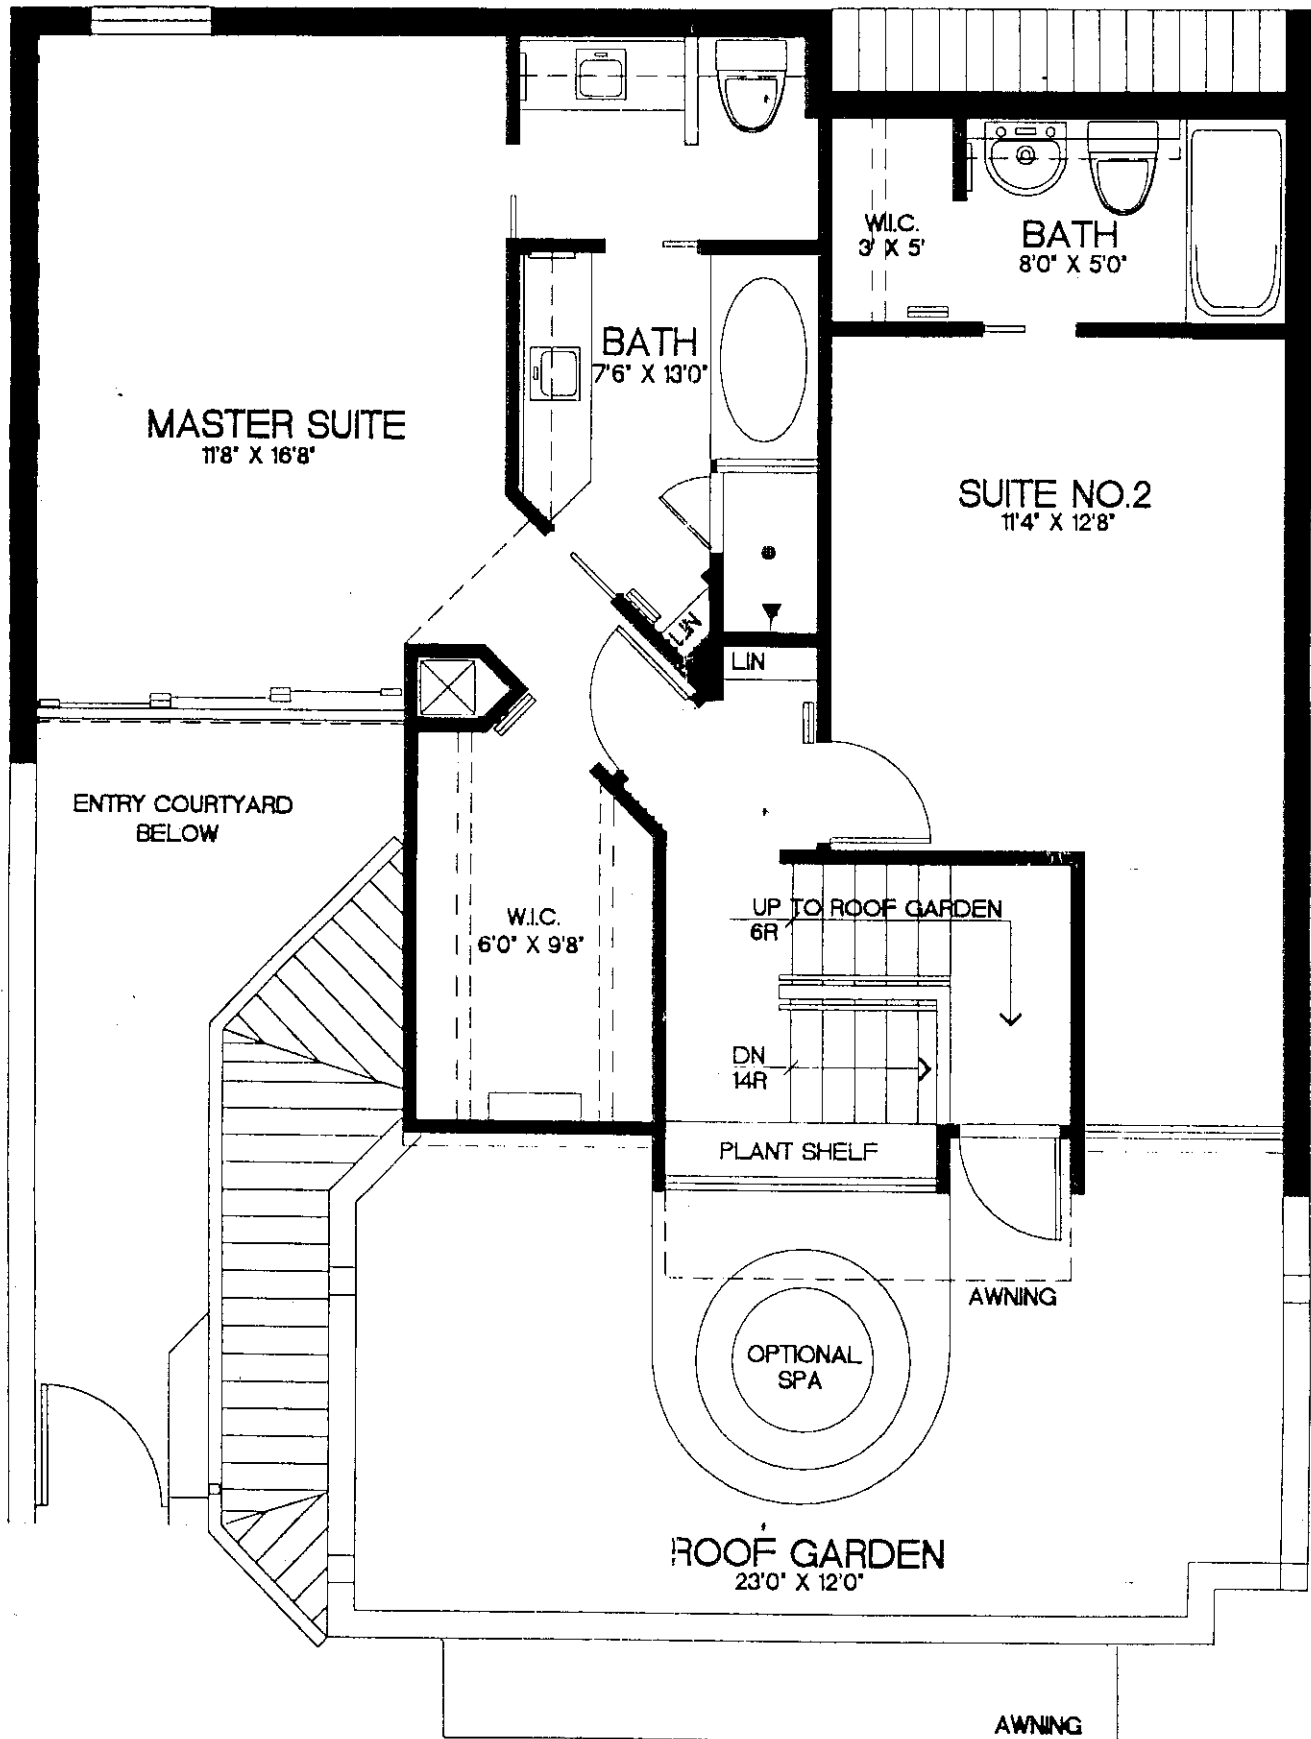 W.I.C.
3' X 5'
BATH
8'0" X 5'0"
BATH
7'6" X 13'0"
MASTER SUITE
11'8" X 16'8"
SUITE NO.2
11'4" X 12'8"
LIN
LIN
ENTRY COURTYARD
BELOW
W.I.C.
6'0" X 9'8"
UP TO ROOF GARDEN
6R
DN
14R
PLANT SHELF
AWNING
OPTIONAL
SPA
ROOF GARDEN
23'0" X 12'0"
AWNING